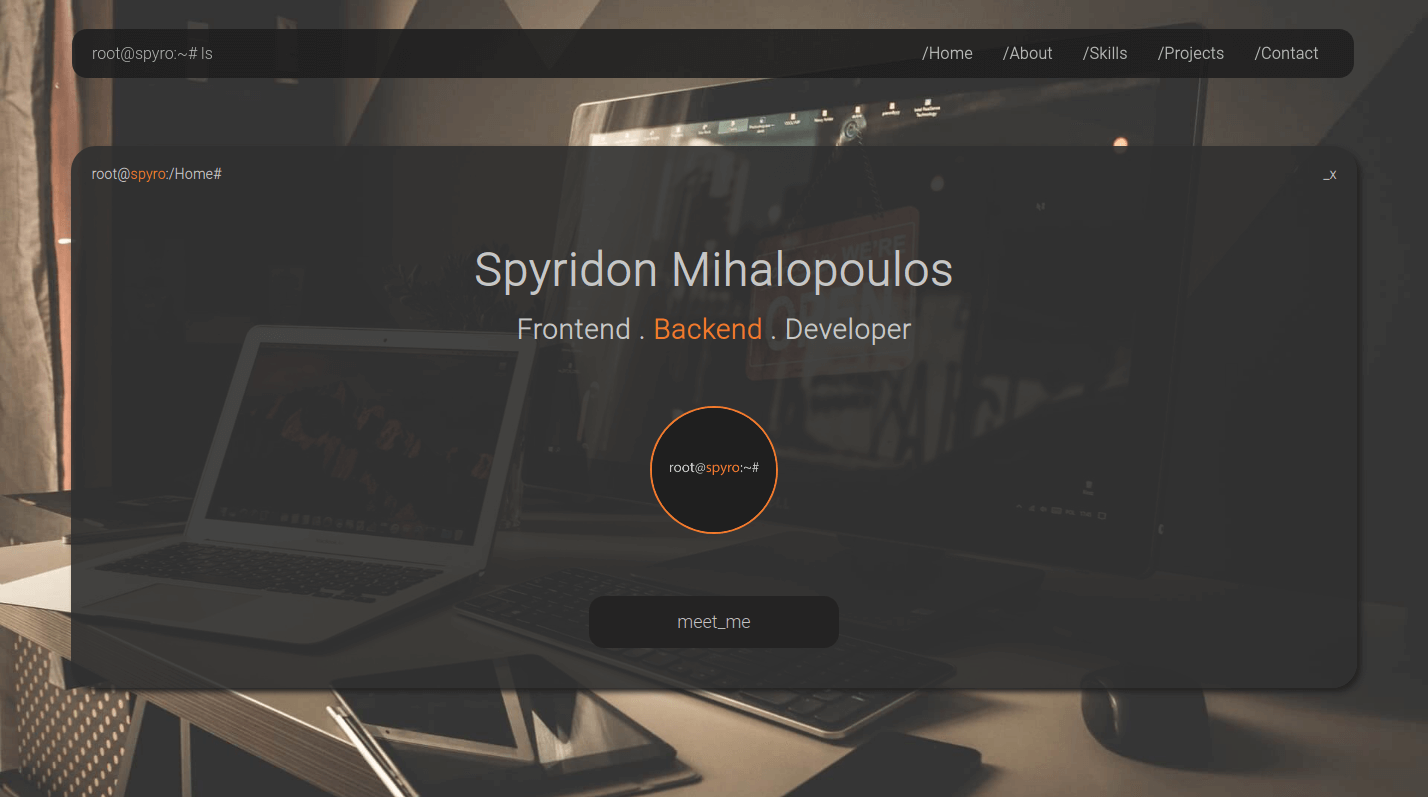 root@spyro:~# ls
/Home /About /Skills /Projects /Contact
root@spyro:/Home#
_x
Spyridon Mihalopoulos
Frontend . Backend . Developer
root@spyro:~#
meet_me